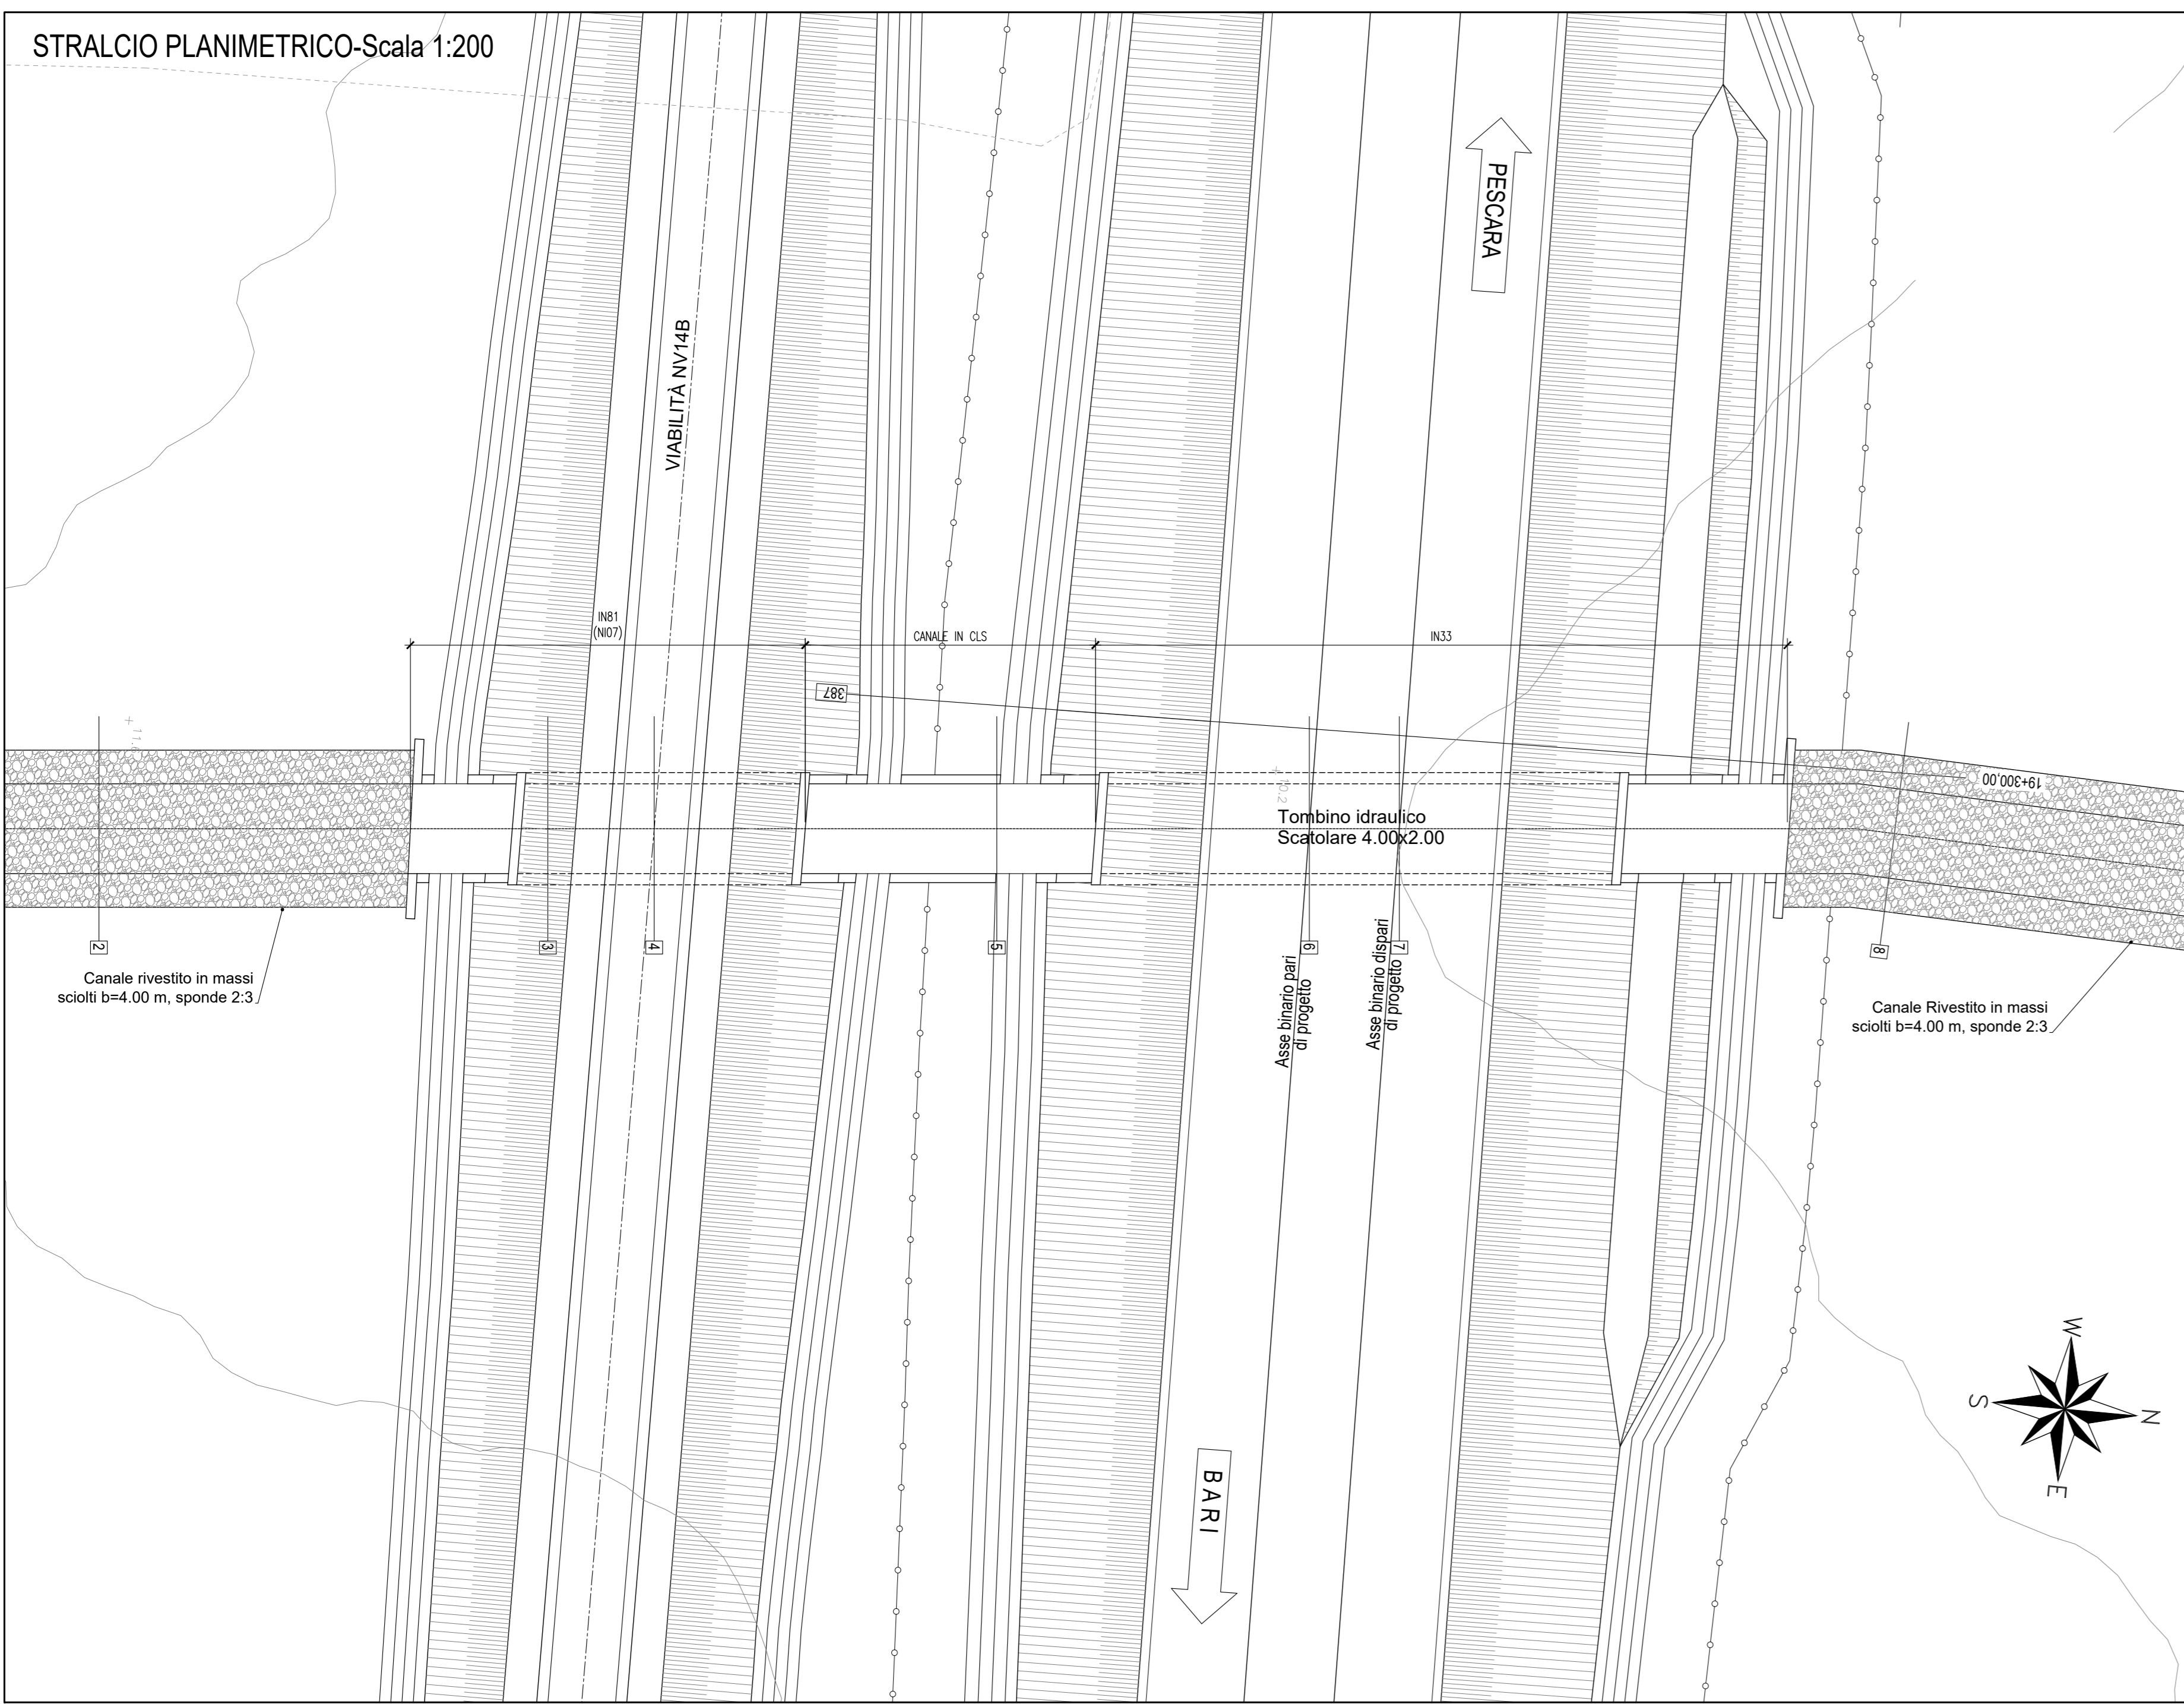 STRALCIO PLANIMETRICO-Scala 1:200
PESCARA
VIABILITÀ NV14B
IN81
(NI07)
CANALE IN CLS
IN33
387
19+300,00
10.2
Tombino idraulico
Scatolare 4.00x2.00
2
3
4
5
6
7
8
Canale rivestito in massi
sciolti b=4.00 m, sponde 2:3
Asse binario pari
di progetto
Asse binario dispari
di progetto
Canale Rivestito in massi
sciolti b=4.00 m, sponde 2:3
W
S
N
E
BARI